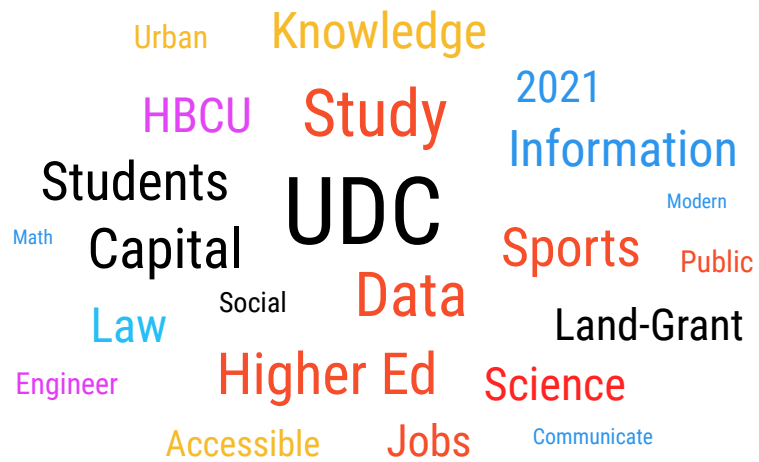 Urban
Knowledge
2021
HBCU
Study
Information
Students
UDC
Modern
Math
Capital
Sports
Public
Social
Data
Law
Land-Grant
Engineer
Higher Ed
Science
Accessible
Jobs
Communicate